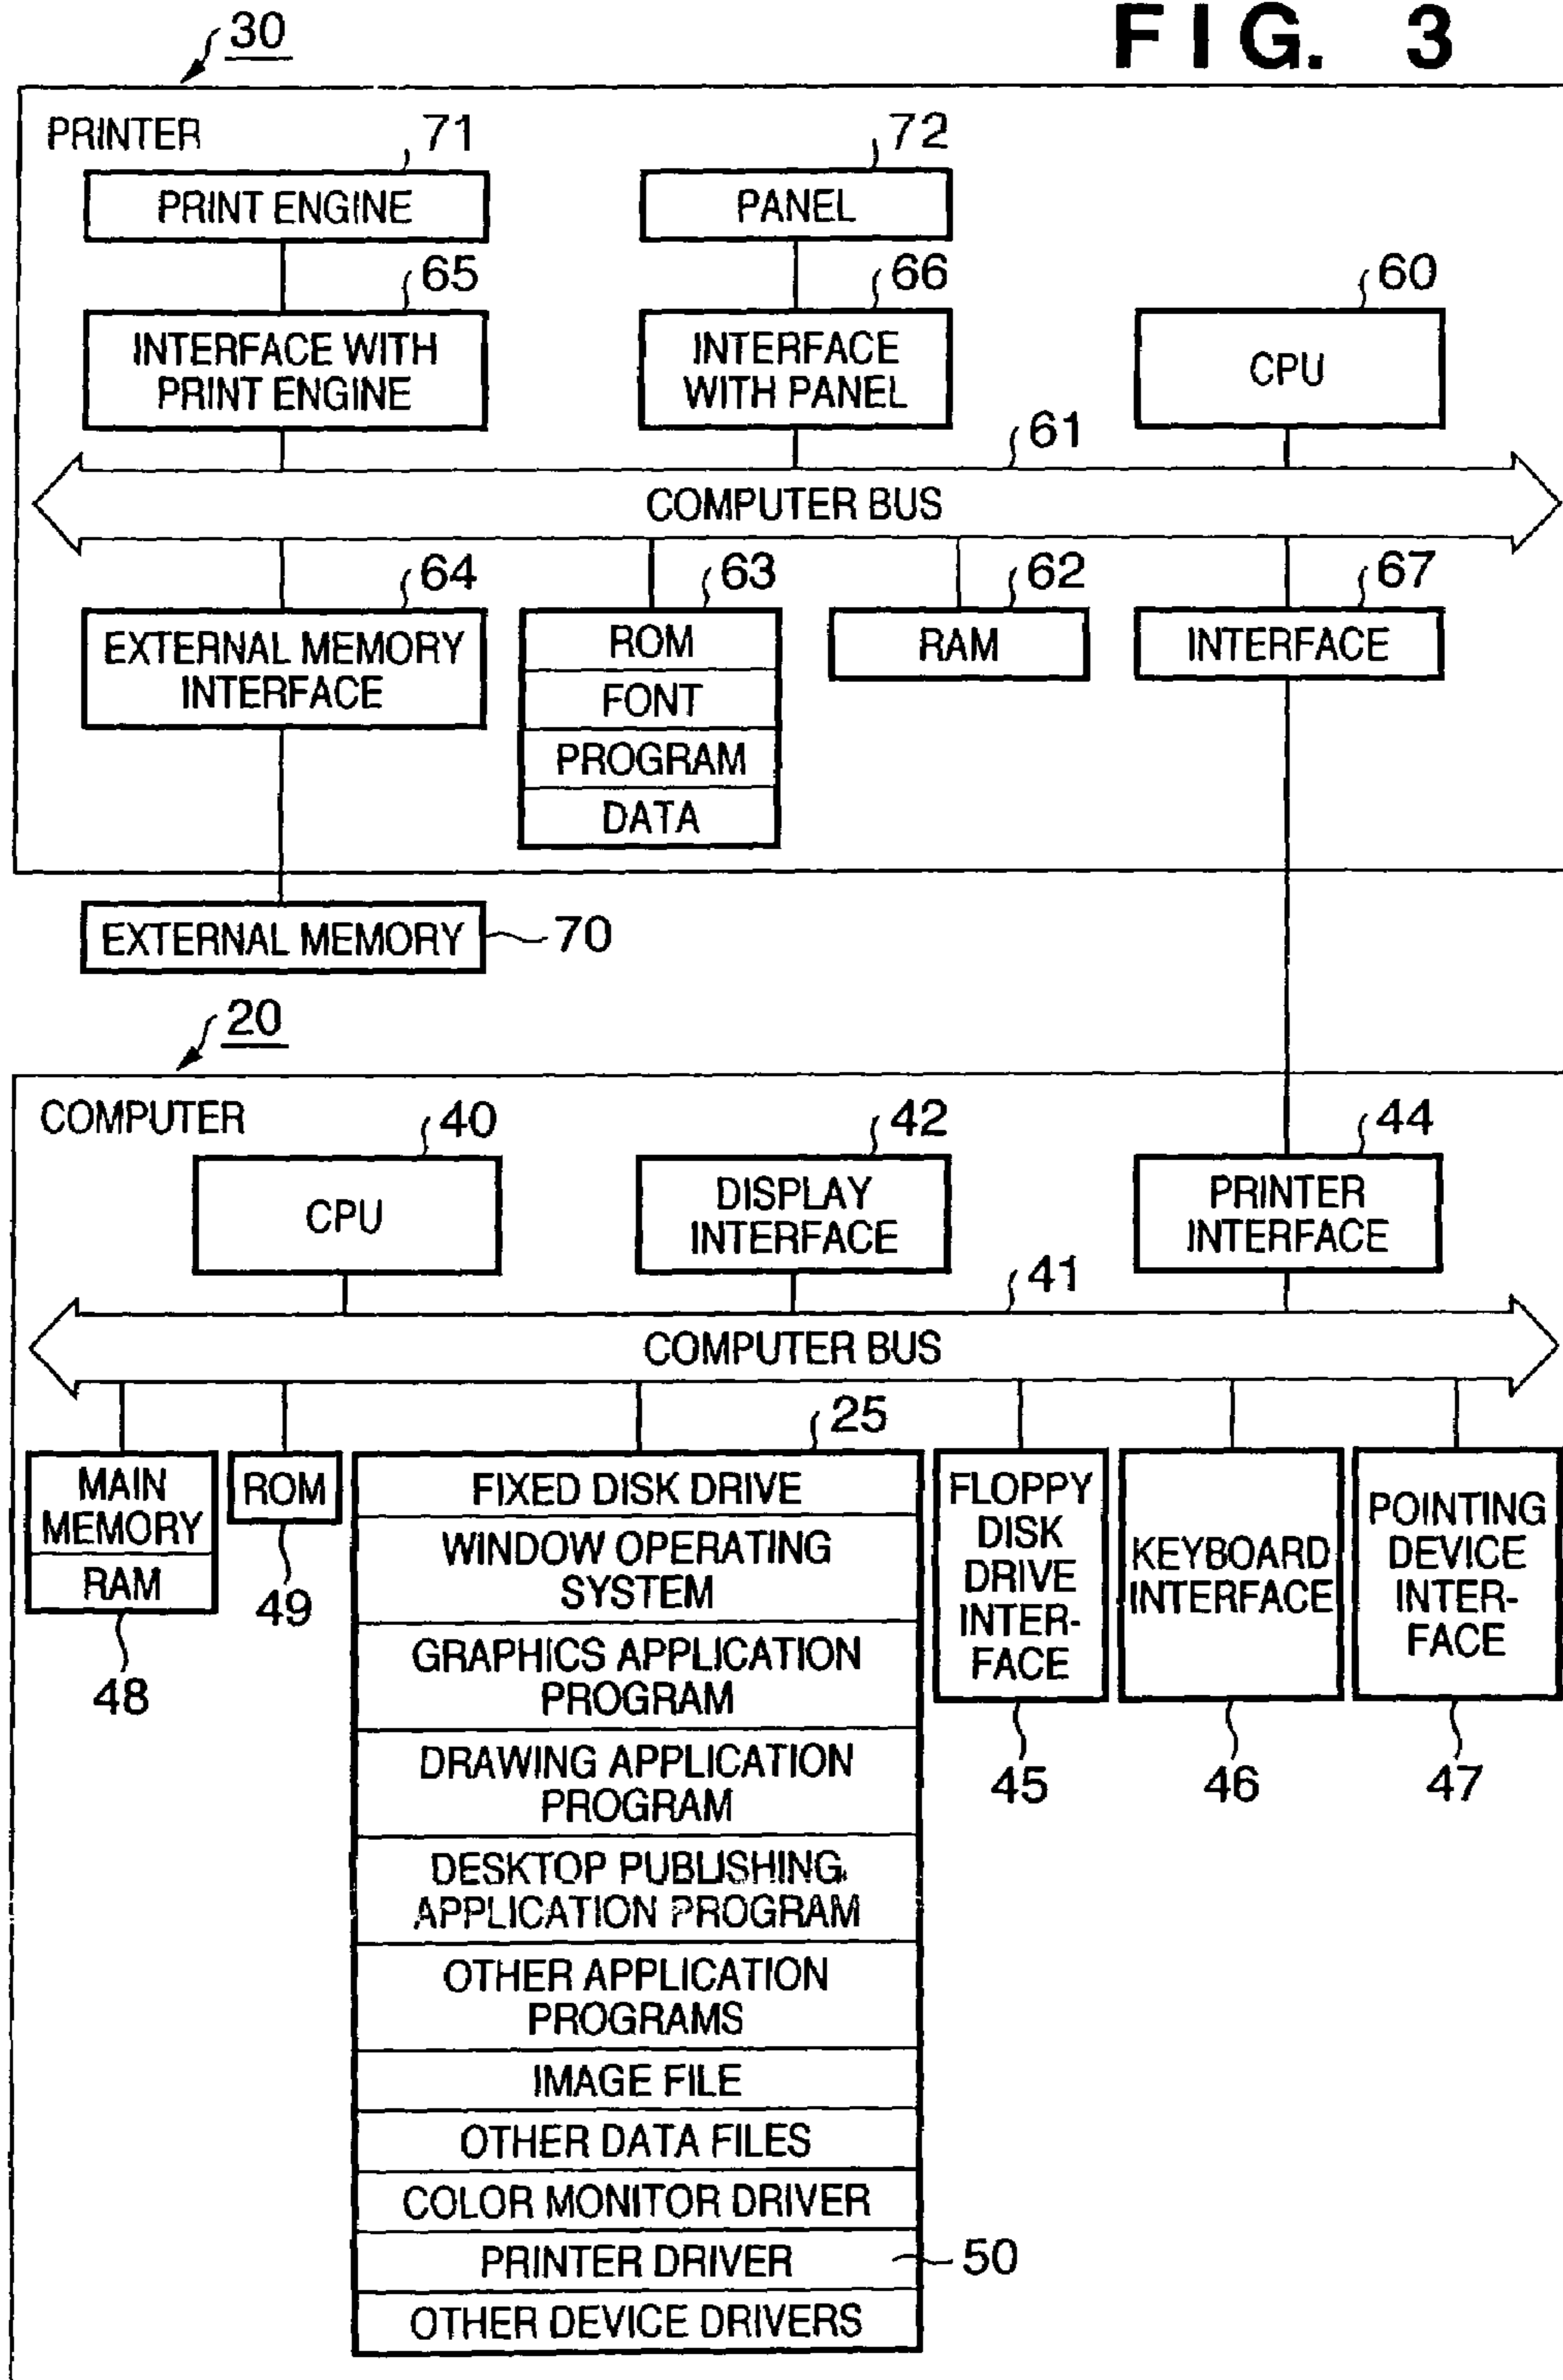 FIG. 3
30
PRINTER
71
72
PRINT ENGINE
PANEL
65
66
60
INTERFACE WITH
PRINT ENGINE
INTERFACE
WITH PANEL
CPU
61
COMPUTER BUS
64
63
62
67
EXTERNAL MEMORY
INTERFACE
ROM
FONT
PROGRAM
DATA
RAM
INTERFACE
EXTERNAL MEMORY
70
20
COMPUTER
40
42
44
CPU
DISPLAY
INTERFACE
PRINTER
INTERFACE
41
COMPUTER BUS
25
MAIN
MEMORY
RAM
48
ROM
49
FIXED DISK DRIVE
WINDOW OPERATING
SYSTEM
GRAPHICS APPLICATION
PROGRAM
DRAWING APPLICATION
PROGRAM
DESKTOP PUBLISHING
APPLICATION PROGRAM
OTHER APPLICATION
PROGRAMS
IMAGE FILE
OTHER DATA FILES
COLOR MONITOR DRIVER
PRINTER DRIVER
50
OTHER DEVICE DRIVERS
FLOPPY
DISK
DRIVE
INTER-
FACE
45
KEYBOARD
INTERFACE
46
POINTING
DEVICE
INTER-
FACE
47